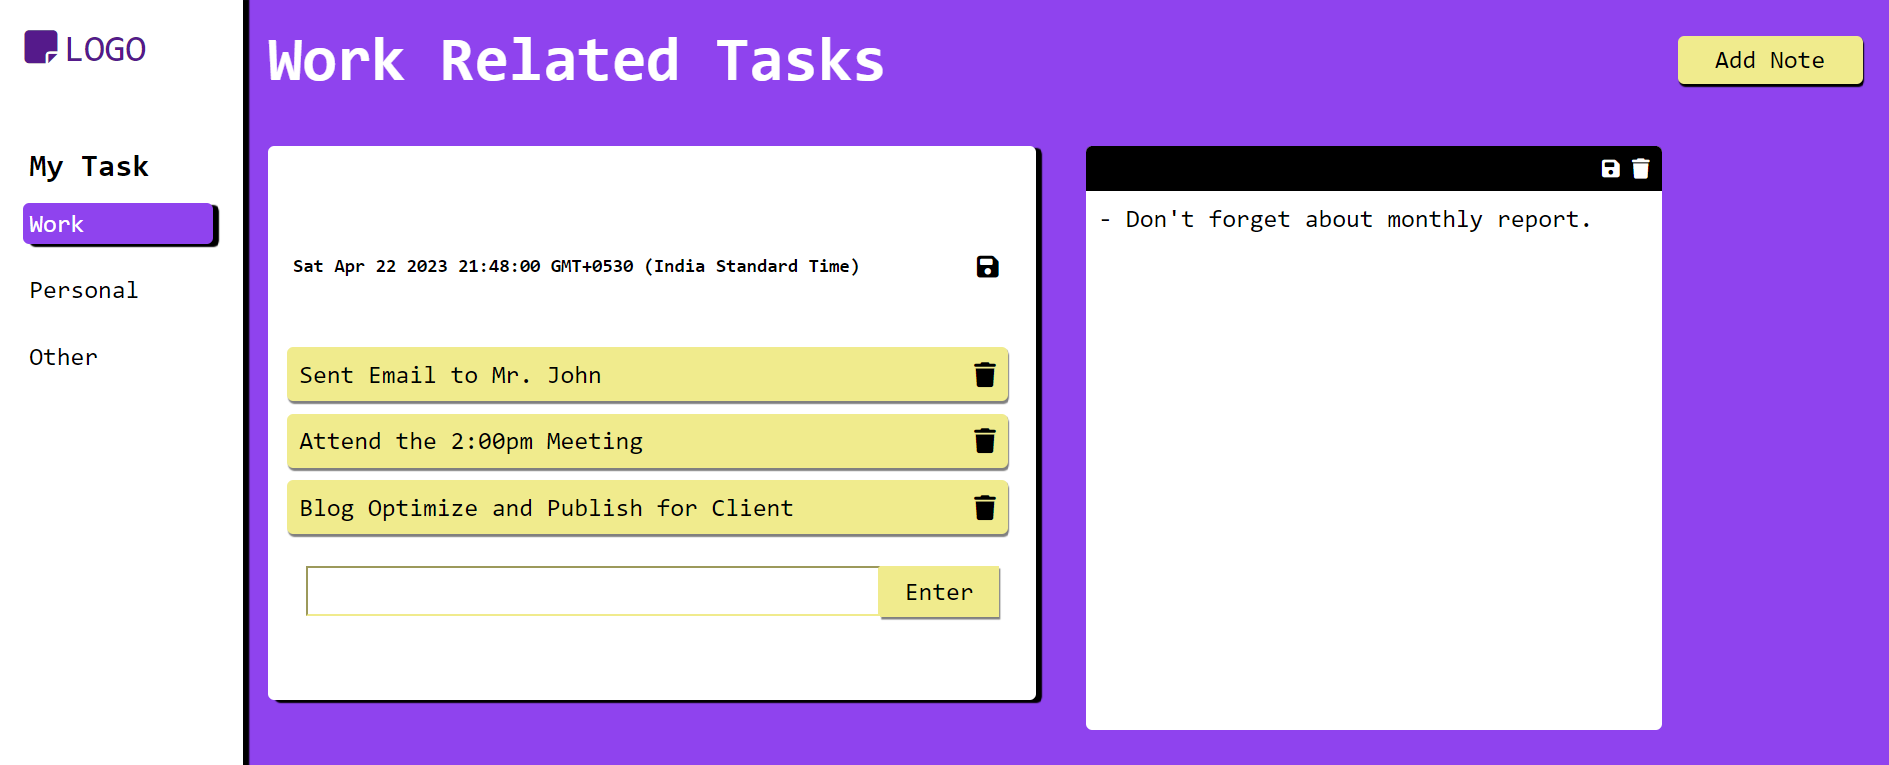 LOGO
My Task
Work
Personal
Other
Work Related Tasks
Add Note
Sat Apr 22 2023 21:48:00 GMT+0530 (India Standard Time)
Sent Email to Mr. John
Attend the 2:00pm Meeting
Blog Optimize and Publish for Client
Enter
- Don't forget about monthly report.